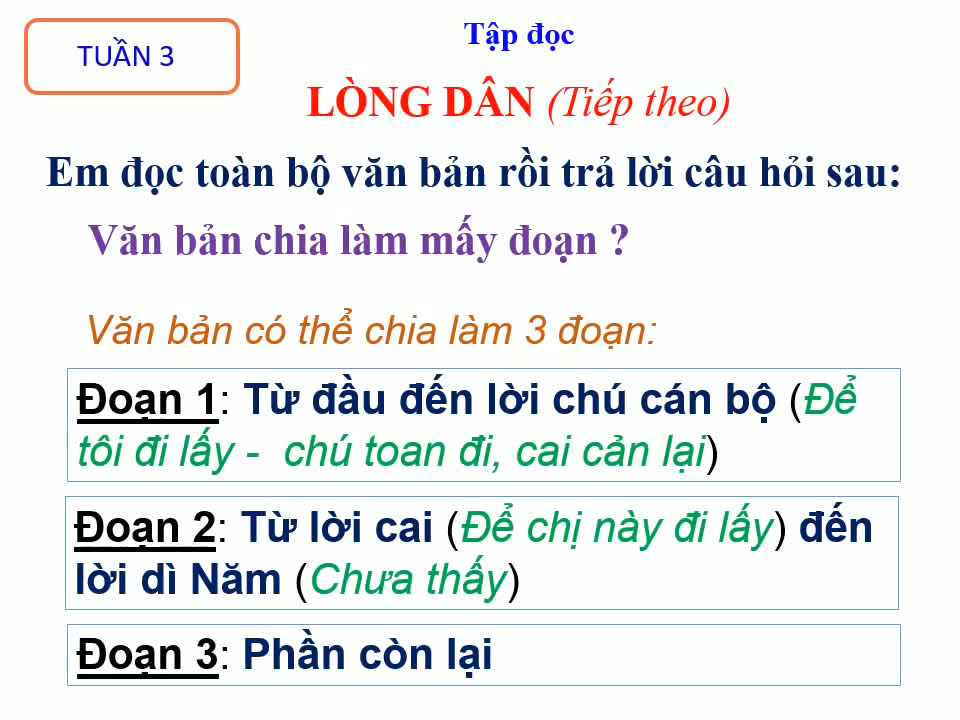 TUẦN 3
Tập đọc
LÒNG DÂN (Tiếp theo)
Em đọc toàn bộ văn bản rồi trả lời câu hỏi sau:
Văn bản chia làm mấy đoạn ?
Văn bản có thể chia làm 3 đoạn:
Đoạn 1: Từ đầu đến lời chú cán bộ (Để
tôi đi lấy - chú toan đi, cai cản lại)
Đoạn 2: Từ lời cai (Để chị này đi lấy) đến
lời dì Năm (Chưa thấy)
Đoạn 3: Phần còn lại